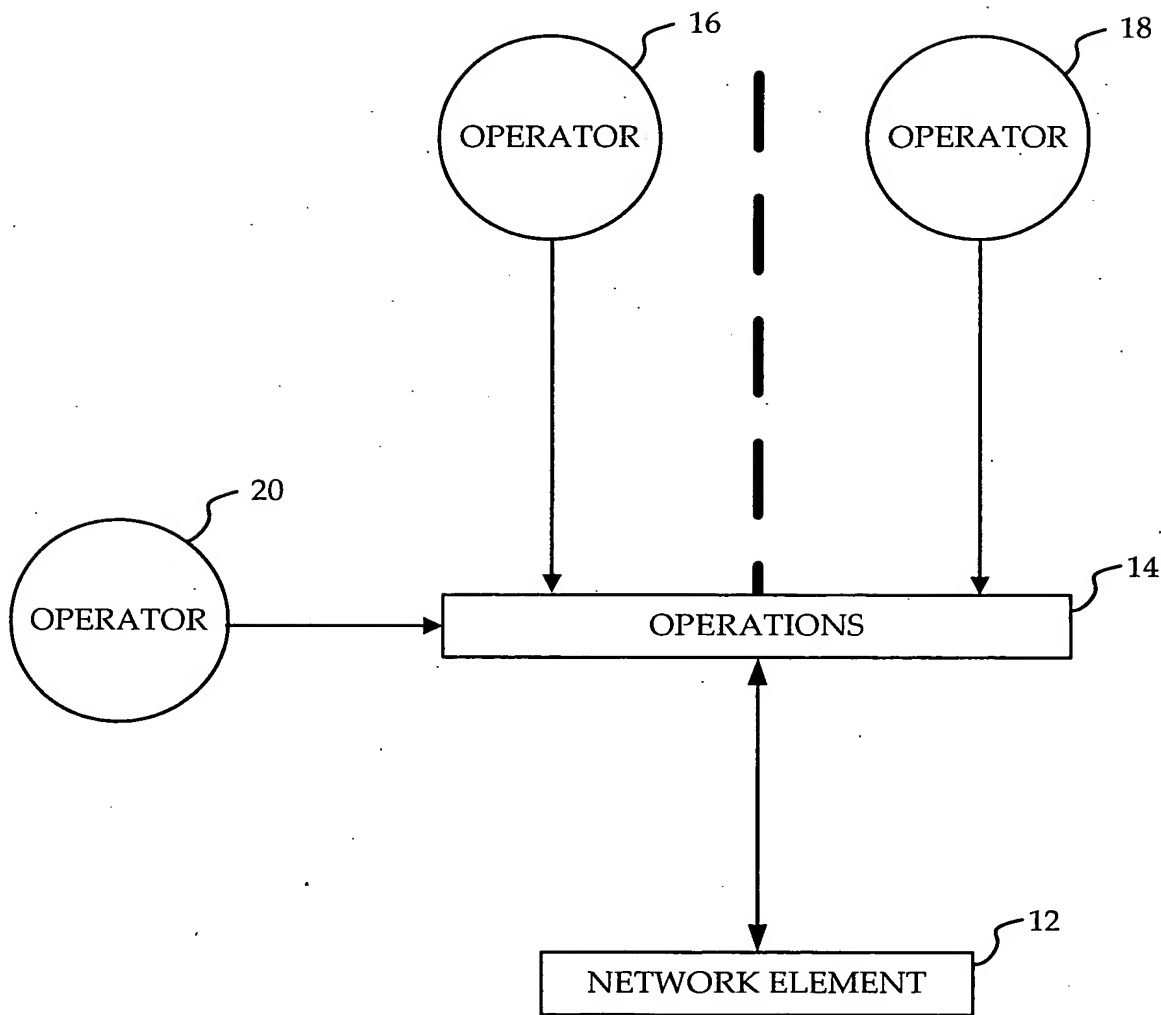 16
18
OPERATOR
OPERATOR
20
14
OPERATOR
OPERATIONS
12
NETWORK ELEMENT